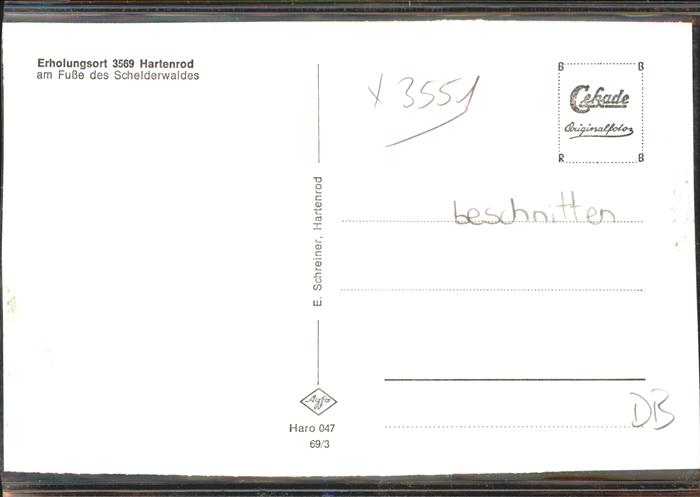 Erholungsort 3569 Hartenrod
am Fuße des Schelderwaldes
x 3551
B B
Cekade
Originalfoto
R B
E. Schreiner, Hartenrod
beschnitten
Agfa
Haro 047
69/3
DB